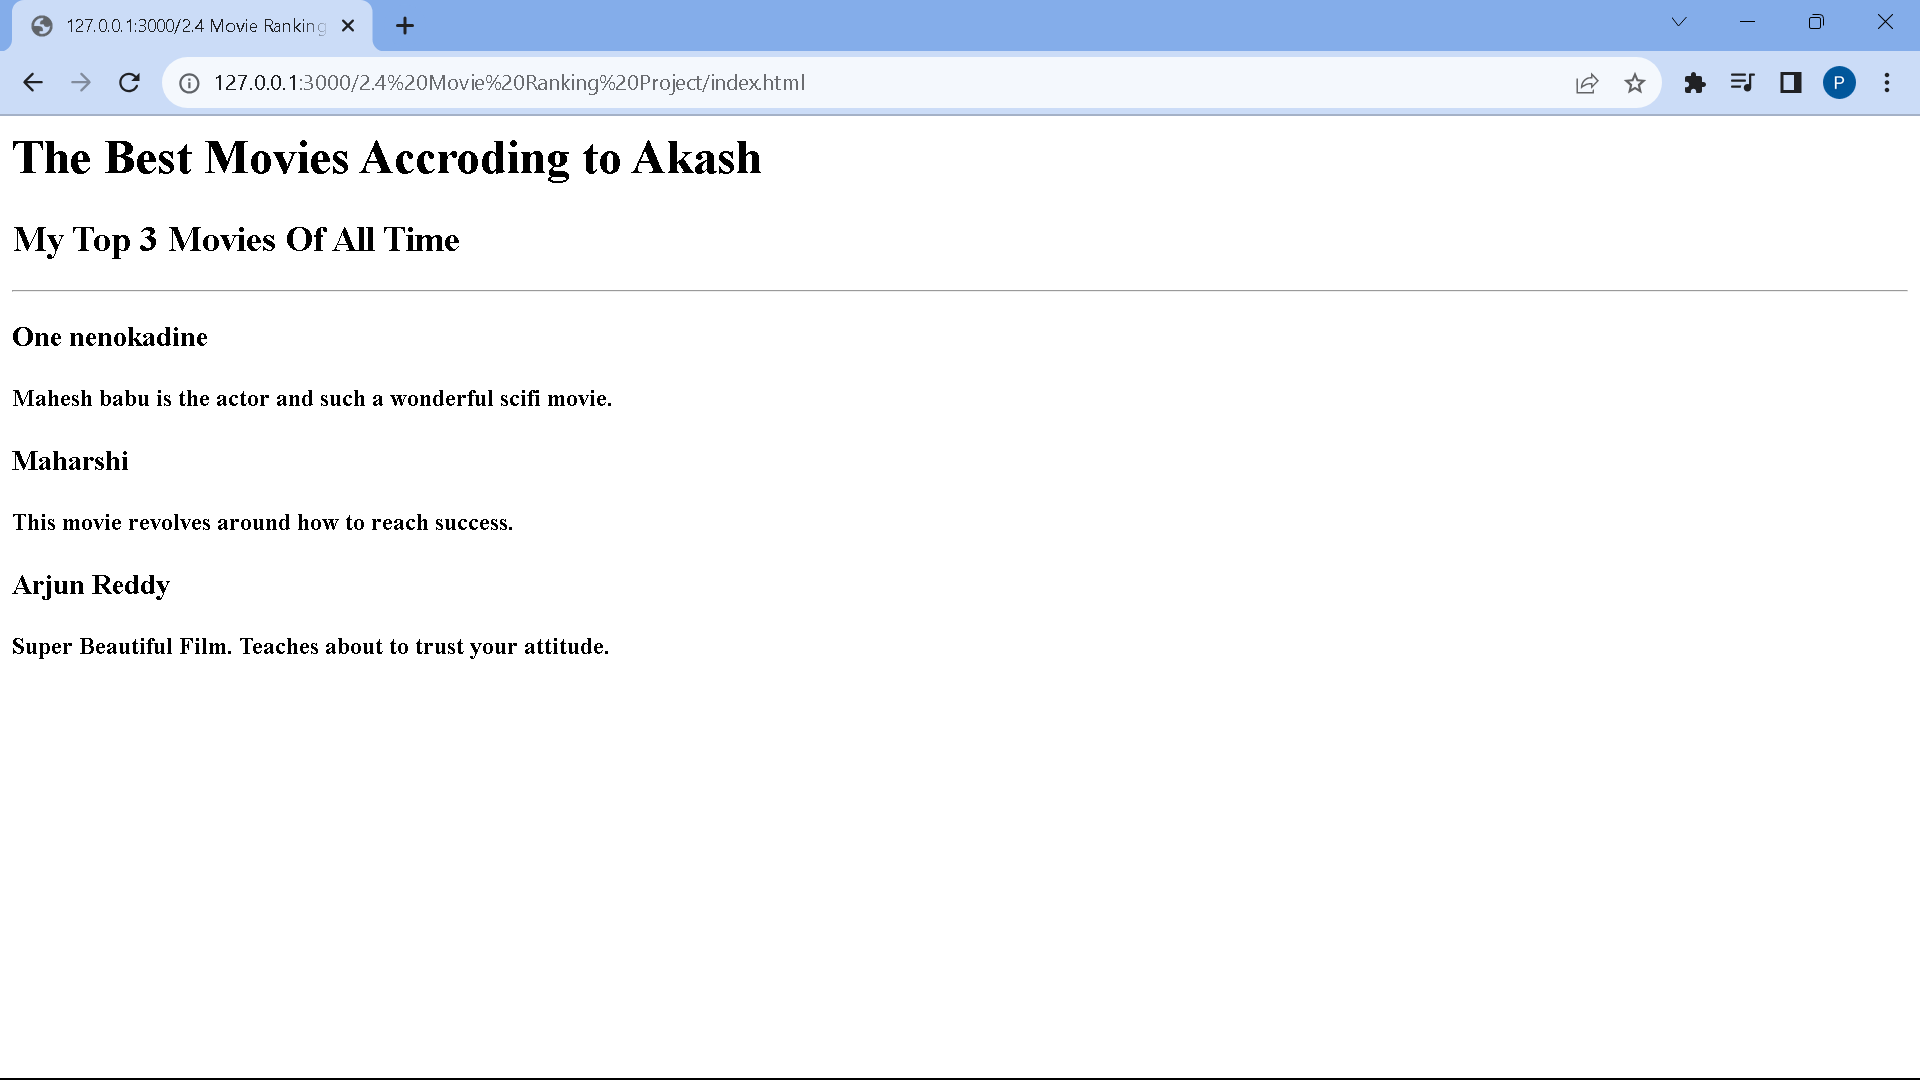 127.0.0.1:3000/2.4 Movie Ranking
127.0.0.1:3000/2.4%20Movie%20Ranking%20Project/index.html
P
The Best Movies Accroding to Akash
My Top 3 Movies Of All Time
One nenokadine
Mahesh babu is the actor and such a wonderful scifi movie.
Maharshi
This movie revolves around how to reach success.
Arjun Reddy
Super Beautiful Film. Teaches about to trust your attitude.